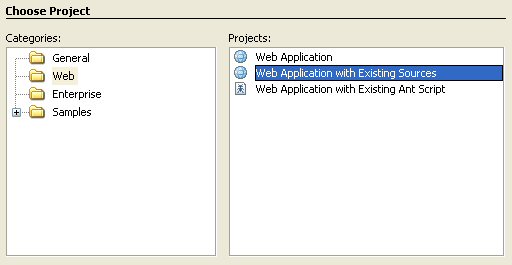 Choose Project
Categories:
General
Web
Enterprise
Samples
Projects:
Web Application
Web Application with Existing Sources
Web Application with Existing Ant Script